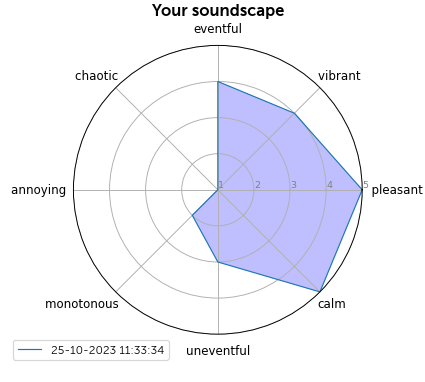 Your soundscape
eventful
chaotic
vibrant
annoying
1 2 3 4 5
pleasant
monotonous
calm
25-10-2023 11:33:34
uneventful